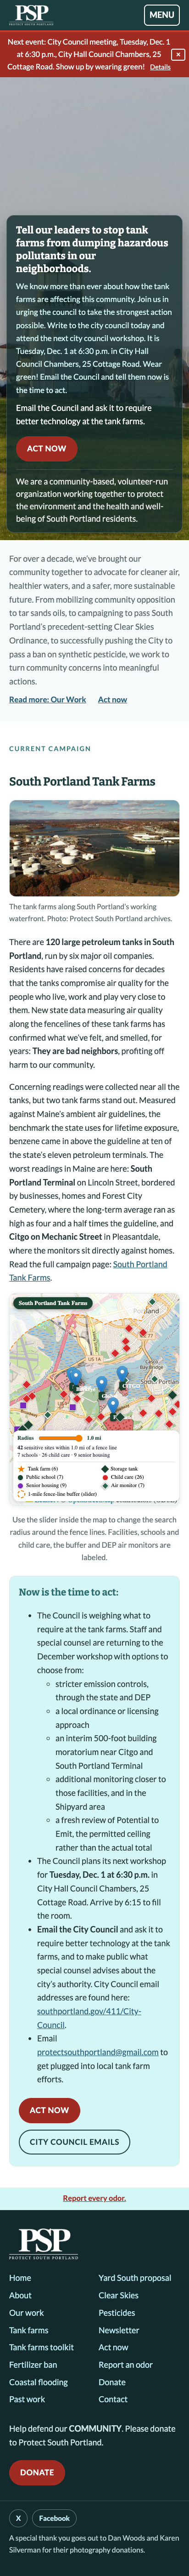 PSP
PROTECT SOUTH PORTLAND
MENU
Next event: City Council meeting, Tuesday, Dec. 1
at 6:30 p.m., City Hall Council Chambers, 25
Cottage Road. Show up by wearing green! Details
×
Tell our leaders to stop tank
farms from dumping hazardous
pollutants in our
neighborhoods.
We
the tank
farms are affecting this community. Join us in
urging the council to take the strongest action
possible. Write to the city council today and
attend the next city council workshop. It is
Tuesday, Dec. 1 at 6:30 p.m. in City Hall
Council Chambers, 25 Cottage Road. Wear
green! Email the Council and tell them now is
the time to act.
Email the Council and ask it to require
better technology at the tank farms.
ACT NOW
We are a community-based, volunteer-run
organization working together to protect
the environment and the health and well-
being of South Portland residents.
For over a decade, we've brought our
community together to advocate for cleaner air,
healthier waters, and a safer, more sustainable
future. From mobilizing community opposition
to tar sands oil, to campaigning to pass South
Portland's precedent-setting Clear Skies
Ordinance, to successfully pushing the City to
pass a ban on synthetic pesticide, we work to
turn community concerns into meaningful
actions.
Read more: Our Work Act now
CURRENT CAMPAIGN
South Portland Tank Farms
The tank farms along South Portland's working
waterfront. Photo: Protect South Portland archives.
There are 120 large petroleum tanks in South
Portland, run by six major oil companies.
Residents have raised concerns for decades
that the tanks compromise air quality for the
people who live, work and play very close to
them. New state data measuring air quality
along the fencelines of the tank farms has
confirmed what we've felt, and smelled, for
years: They are bad neighbors, profiting off
harm to our community.
Concerning readings were collected near all the
tanks, but two tank farms stand out. Measured
against Maine's ambient air guidelines, the
benchmark the state uses for lifetime exposure,
benzene came in above the guideline at ten of
the state's eleven petroleum terminals. The
worst readings in Maine are here: South
Portland Terminal on Lincoln Street, bordered
by businesses, homes and Forest City
Cemetery, where the long-term average ran as
high as four and a half times the guideline, and
Citgo on Mechanic Street in Pleasantdale,
where the monitors sit directly against homes.
Read the full campaign page: South Portland
Tank Farms.
South Portland Tank Farms
Portland
US 1A
Radius 1.0 mi
42 sensitive sites within 1.0 mi of a fence line
7 schools · 26 child care · 9 senior housing
Tank farm (6) Storage tank
Public school (7) Child care (26)
Senior housing (9) Air monitor (7)
1-mile fence-line buffer (slider)
Use the slider inside the map to change the search
radius around the fence lines. Facilities, schools and
child care, the buffer and DEP air monitors are
labeled.
Now is the time to act:
The Council is weighing what to
require at the tank farms. Staff and
special counsel are returning to the
December workshop with options to
choose from:
stricter emission controls,
through the state and DEP
a local ordinance or licensing
approach
an interim 500-foot building
moratorium near Citgo and
South Portland Terminal
additional monitoring closer to
those facilities, and in the
Shipyard area
a fresh review of Potential to
Emit, the permitted ceiling
rather than the actual total
The Council plans its next workshop
for Tuesday, Dec. 1 at 6:30 p.m. in
City Hall Council Chambers, 25
Cottage Road. Arrive by 6:15 to fill
the room.
Email the City Council and ask it to
require better technology at the tank
farms, and to make public what
special counsel advises about the
city's authority. City Council email
addresses are found here:
southportland.gov/411/City-
Council.
Email
protectsouthportland@gmail.com to
get plugged into local tank farm
efforts.
ACT NOW
CITY COUNCIL EMAILS
Report every odor.
PSP
PROTECT SOUTH PORTLAND
Home
About
Our work
Tank farms
Tank farms toolkit
Fertilizer ban
Coastal flooding
Past work
Yard South proposal
Clear Skies
Pesticides
Newsletter
Act now
Report an odor
Donate
Contact
Help defend our COMMUNITY. Please donate
to Protect South Portland.
DONATE
X
Facebook
A special thank you goes out to Dan Woods and Karen
Silverman for their photography donations.